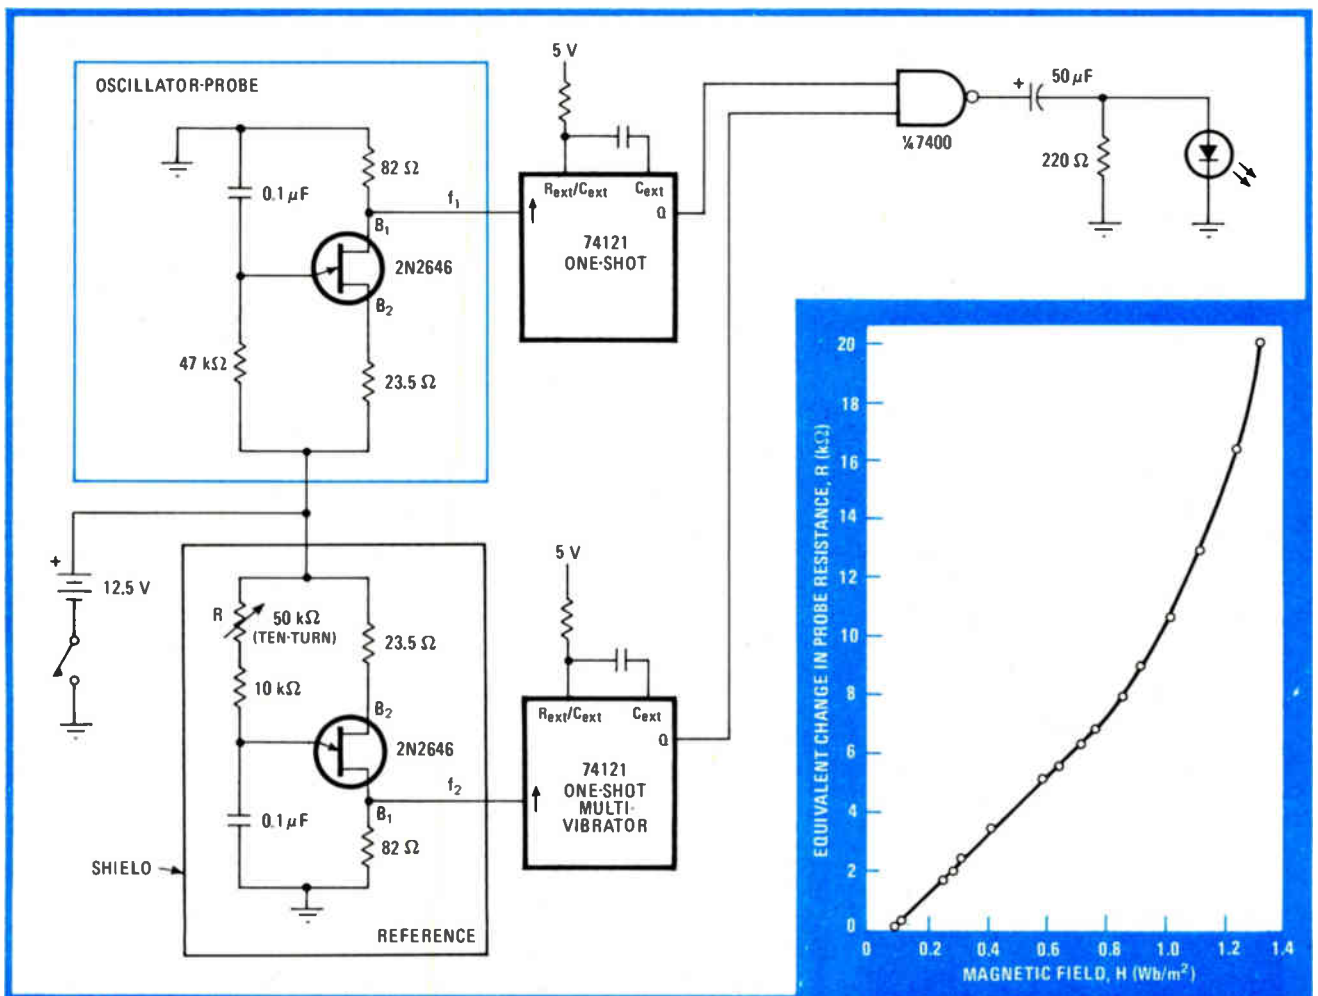 OSCILLATOR-PROBE
0.1 μF
82 Ω
f1
B1
2N2646
B2
47 kΩ
23.5 Ω
5 V
Rext/Cext
Cext
Q
74121
ONE-SHOT
¼ 7400
+
50 μF
220 Ω
+
12.5 V
R
50 kΩ
(TEN-TURN)
23.5 Ω
10 kΩ
B2
2N2646
f2
B1
0.1 μF
82 Ω
SHIELO
REFERENCE
5 V
Rext/Cext
Cext
Q
74121
ONE-SHOT
MULTI-
VIBRATOR
EQUIVALENT CHANGE IN PROBE RESISTANCE, R (kΩ)
20
18
16
14
12
10
8
6
4
2
0
0
0.2
0.4
0.6
0.8
1.0
1.2
1.4
MAGNETIC FIELD, H (Wb/m²)